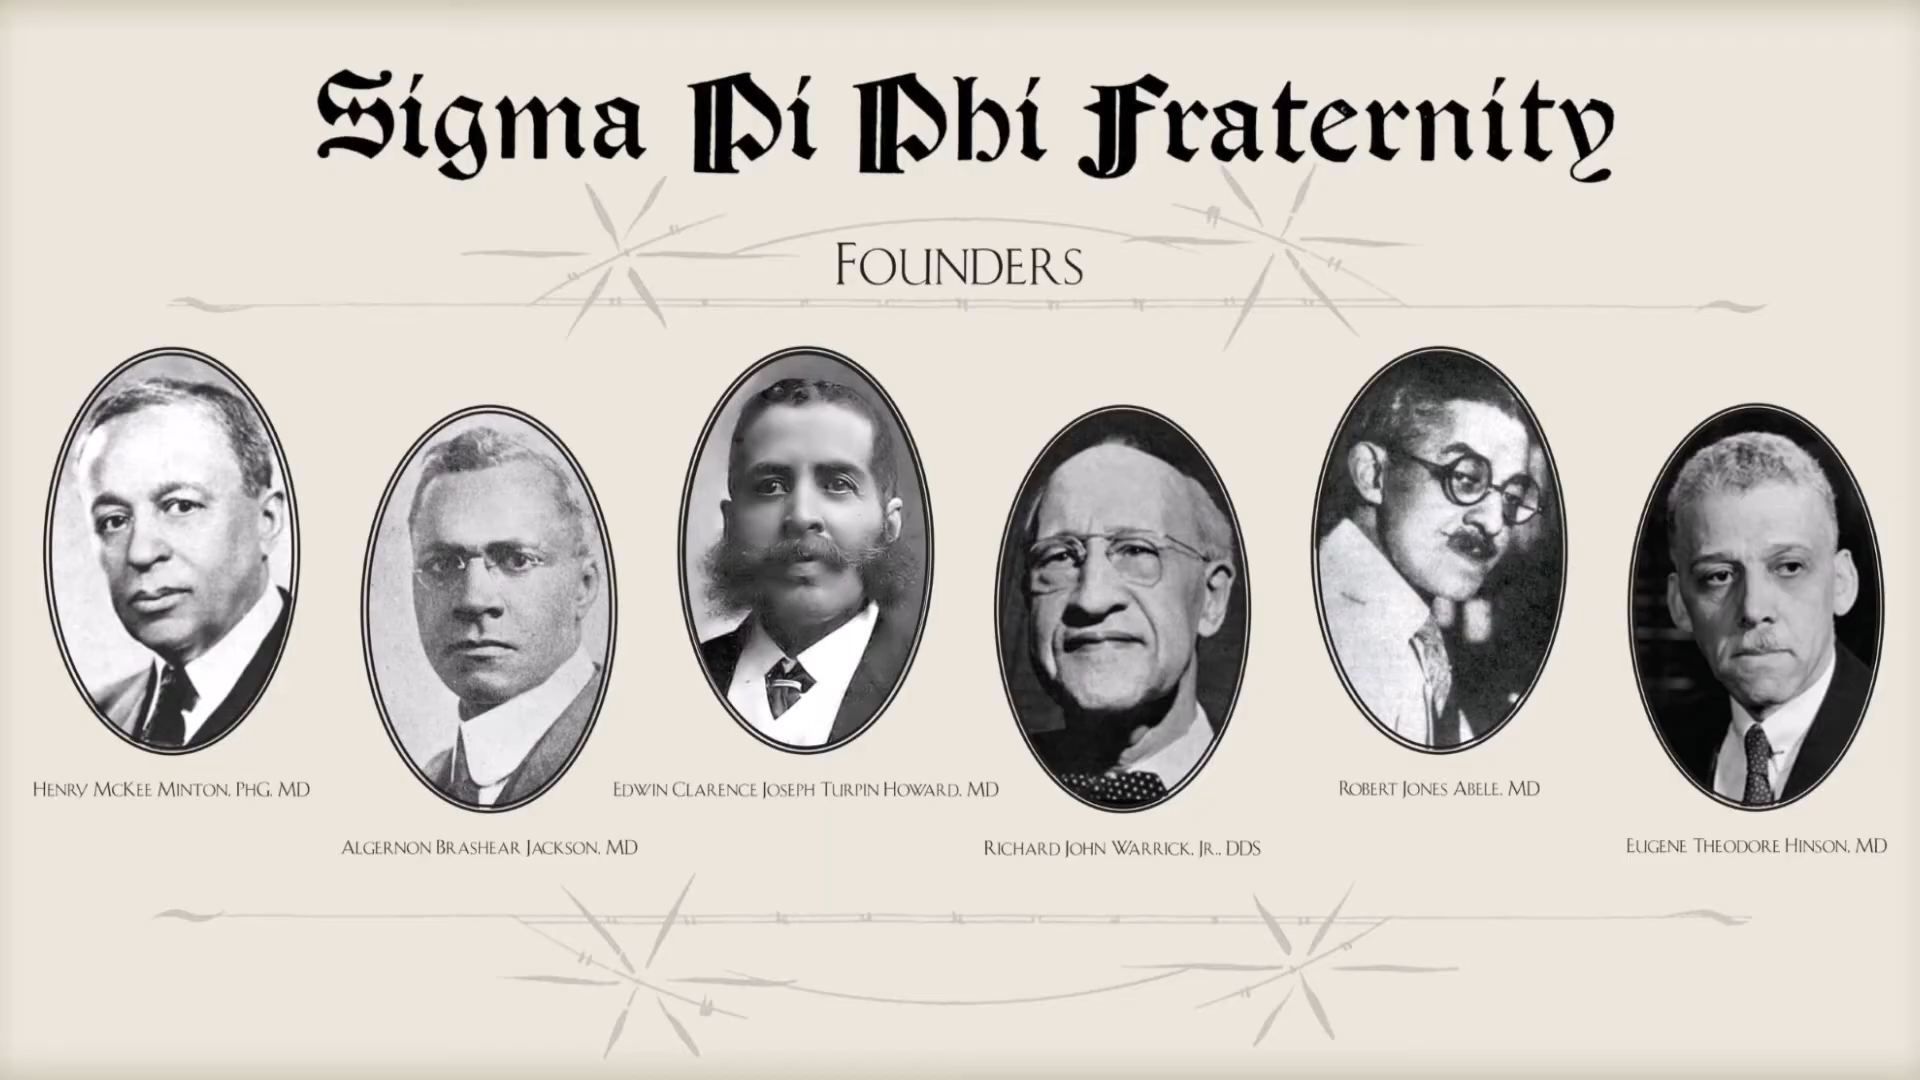 Sigma Pi Phi Fraternity
FOUNDERS
HENRY MCKEE MINTON, PHG, MD
ALGERNON BRASHEAR JACKSON, MD
EDWIN CLARENCE JOSEPH TURPIN HOWARD, MD
RICHARD JOHN WARRICK, JR., DDS
ROBERT JONES ABELE, MD
EUGENE THEODORE HINSON, MD